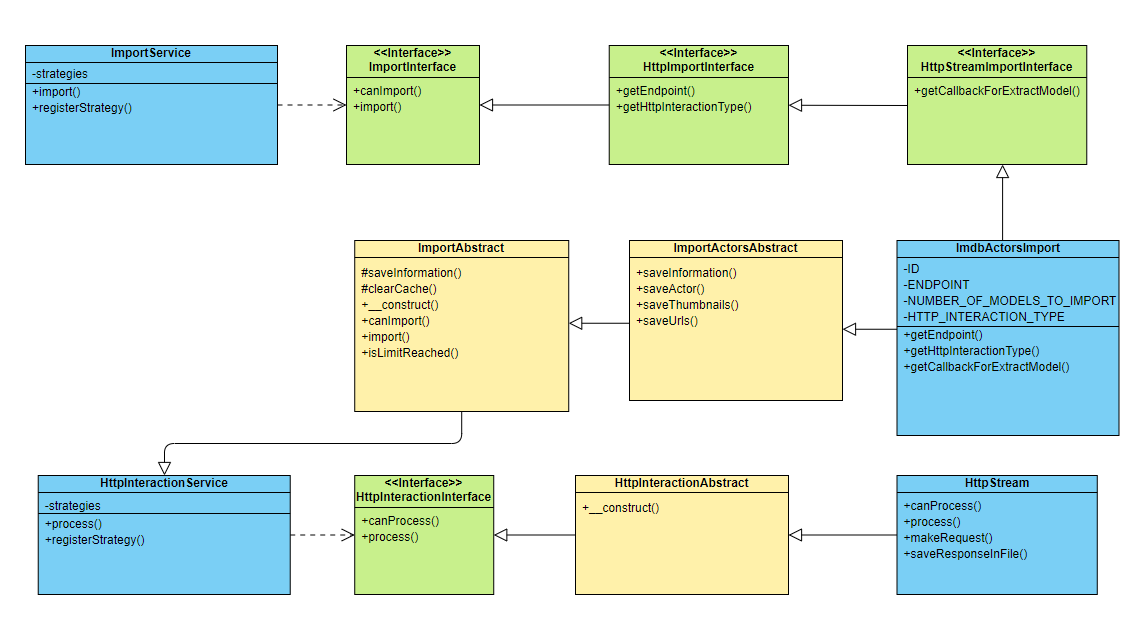 ImportService
-strategies
+import()
+registerStrategy()
<<Interface>>
ImportInterface
+canImport()
+import()
<<Interface>>
HttpImportInterface
+getEndpoint()
+getHttpInteractionType()
<<Interface>>
HttpStreamImportInterface
+getCallbackForExtractModel()
ImportAbstract
#saveInformation()
#clearCache()
+__construct()
+canImport()
+import()
+isLimitReached()
ImportActorsAbstract
+saveInformation()
+saveActor()
+saveThumbnails()
+saveUrls()
ImdbActorsImport
-ID
-ENDPOINT
-NUMBER_OF_MODELS_TO_IMPORT
-HTTP_INTERACTION_TYPE
+getEndpoint()
+getHttpInteractionType()
+getCallbackForExtractModel()
HttpInteractionService
-strategies
+process()
+registerStrategy()
<<Interface>>
HttpInteractionInterface
+canProcess()
+process()
HttpInteractionAbstract
+__construct()
HttpStream
+canProcess()
+process()
+makeRequest()
+saveResponseInFile()